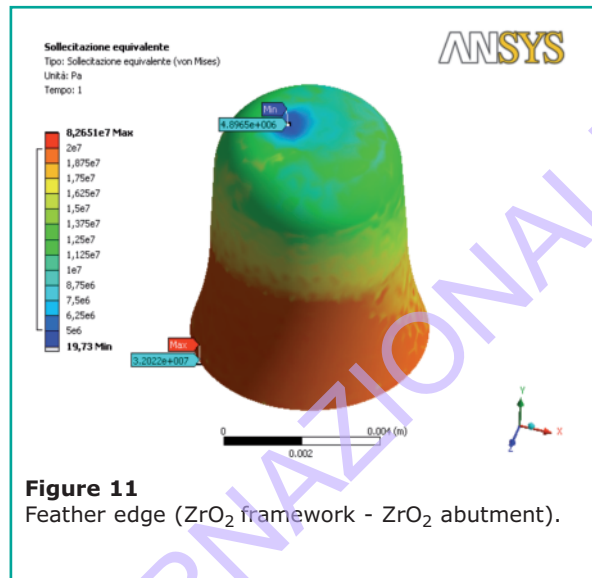 Sollecitazione equivalente
Tipo: Sollecitazione equivalente (von Mises)
Unità: Pa
Tempo: 1
ANSYS
8,2651e7 Max
2e7
1,875e7
1,75e7
1,625e7
1,5e7
1,375e7
1,25e7
1,125e7
1e7
8,75e6
7,5e6
6,25e6
5e6
19,73 Min
Min
4.8965e+006
Max
3.2022e+007
0
0.004 (m)
0.002
Y
X
Z
Figure 11
Feather edge (ZrO₂ framework - ZrO₂ abutment).
RNAZIONAL